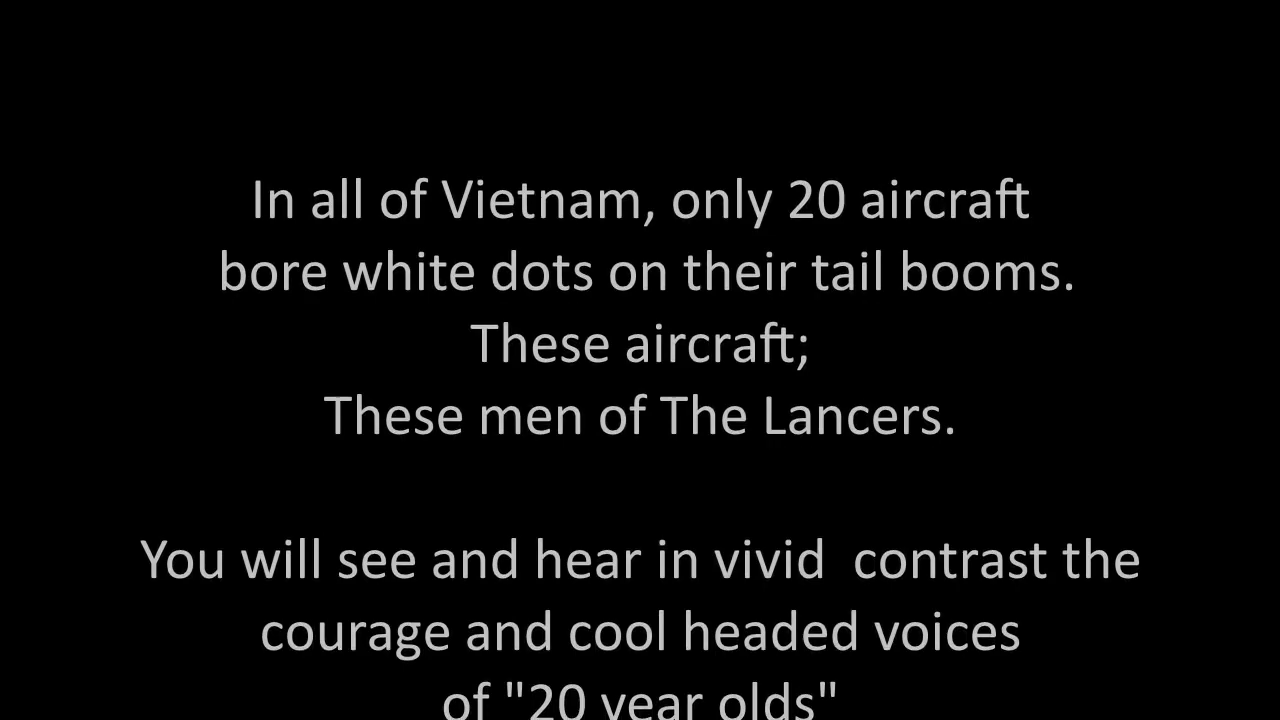 In all of Vietnam, only 20 aircraft
bore white dots on their tail booms.
These aircraft;
These men of The Lancers.
You will see and hear in vivid  contrast the
courage and cool headed voices
of "20 year olds"